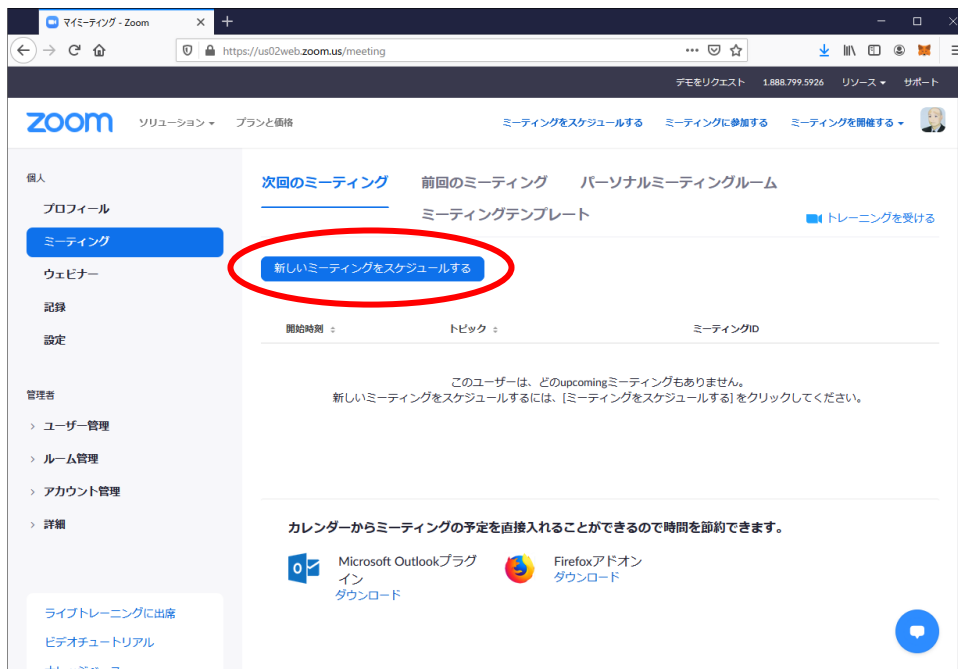 マイミーティング - Zoom
https://us02web.zoom.us/meeting
デモをリクエスト 1.888.799.5926 リソース サポート
zoom ソリューション プランと価格 ミーティングをスケジュールする ミーティングに参加する ミーティングを開催する
個人
プロフィール
ミーティング
ウェビナー
記録
設定
管理者
ユーザー管理
ルーム管理
アカウント管理
詳細
ライブトレーニングに出席
ビデオチュートリアル
次回のミーティング 前回のミーティング パーソナルミーティングルーム
ミーティングテンプレート
トレーニングを受ける
新しいミーティングをスケジュールする
開始時刻 トピック ミーティングID
このユーザーは、どのupcomingミーティングもありません。
新しいミーティングをスケジュールするには、[ミーティングをスケジュールする] をクリックしてください。
カレンダーからミーティングの予定を直接入れることができるので時間を節約できます。
Microsoft Outlookプラグ
イン
ダウンロード
Firefoxアドオン
ダウンロード